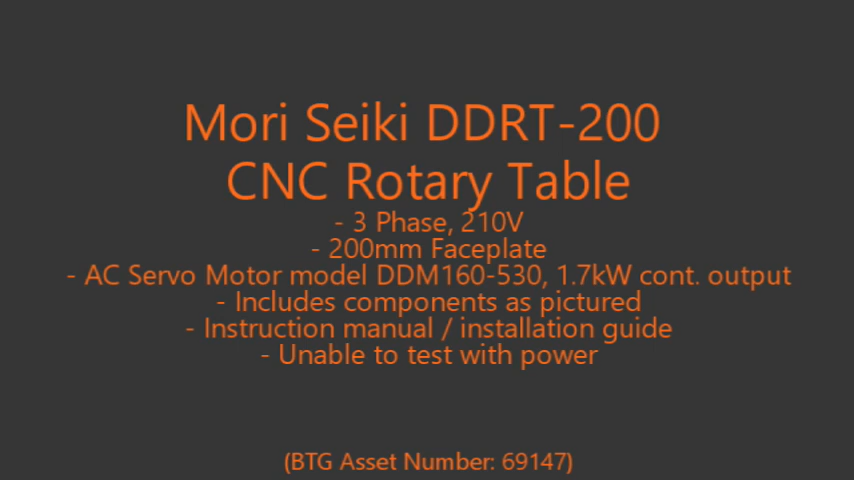 Mori Seiki DDRT-200
CNC Rotary Table
- 3 Phase, 210V
- 200mm Faceplate
- AC Servo Motor model DDM160-530, 1.7kW cont. output
- Includes components as pictured
- Instruction manual / installation guide
- Unable to test with power
(BTG Asset Number: 69147)